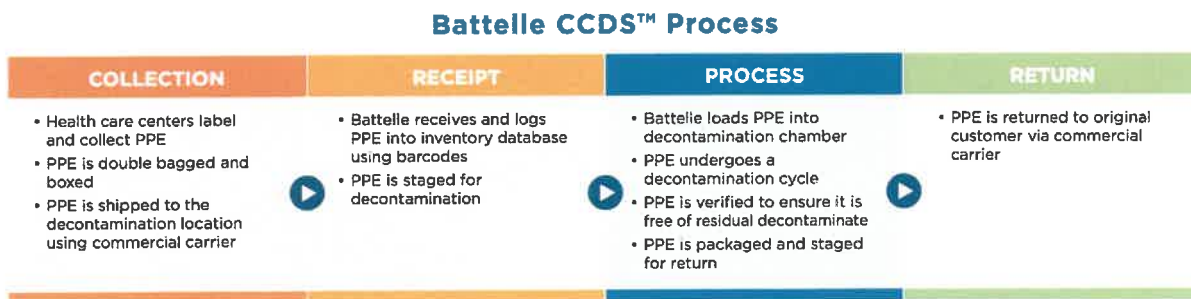 Battelle CCDS™ Process
COLLECTION
• Health care centers label
and collect PPE
• PPE is double bagged and
boxed
• PPE is shipped to the
decontamination location
using commercial carrier
RECEIPT
• Battelle receives and logs
PPE into inventory database
using barcodes
• PPE is staged for
decontamination
PROCESS
• Battelle loads PPE into
decontamination chamber
• PPE undergoes a
decontamination cycle
• PPE is verified to ensure it is
free of residual decontaminate
• PPE is packaged and staged
for return
RETURN
• PPE is returned to original
customer via commercial
carrier